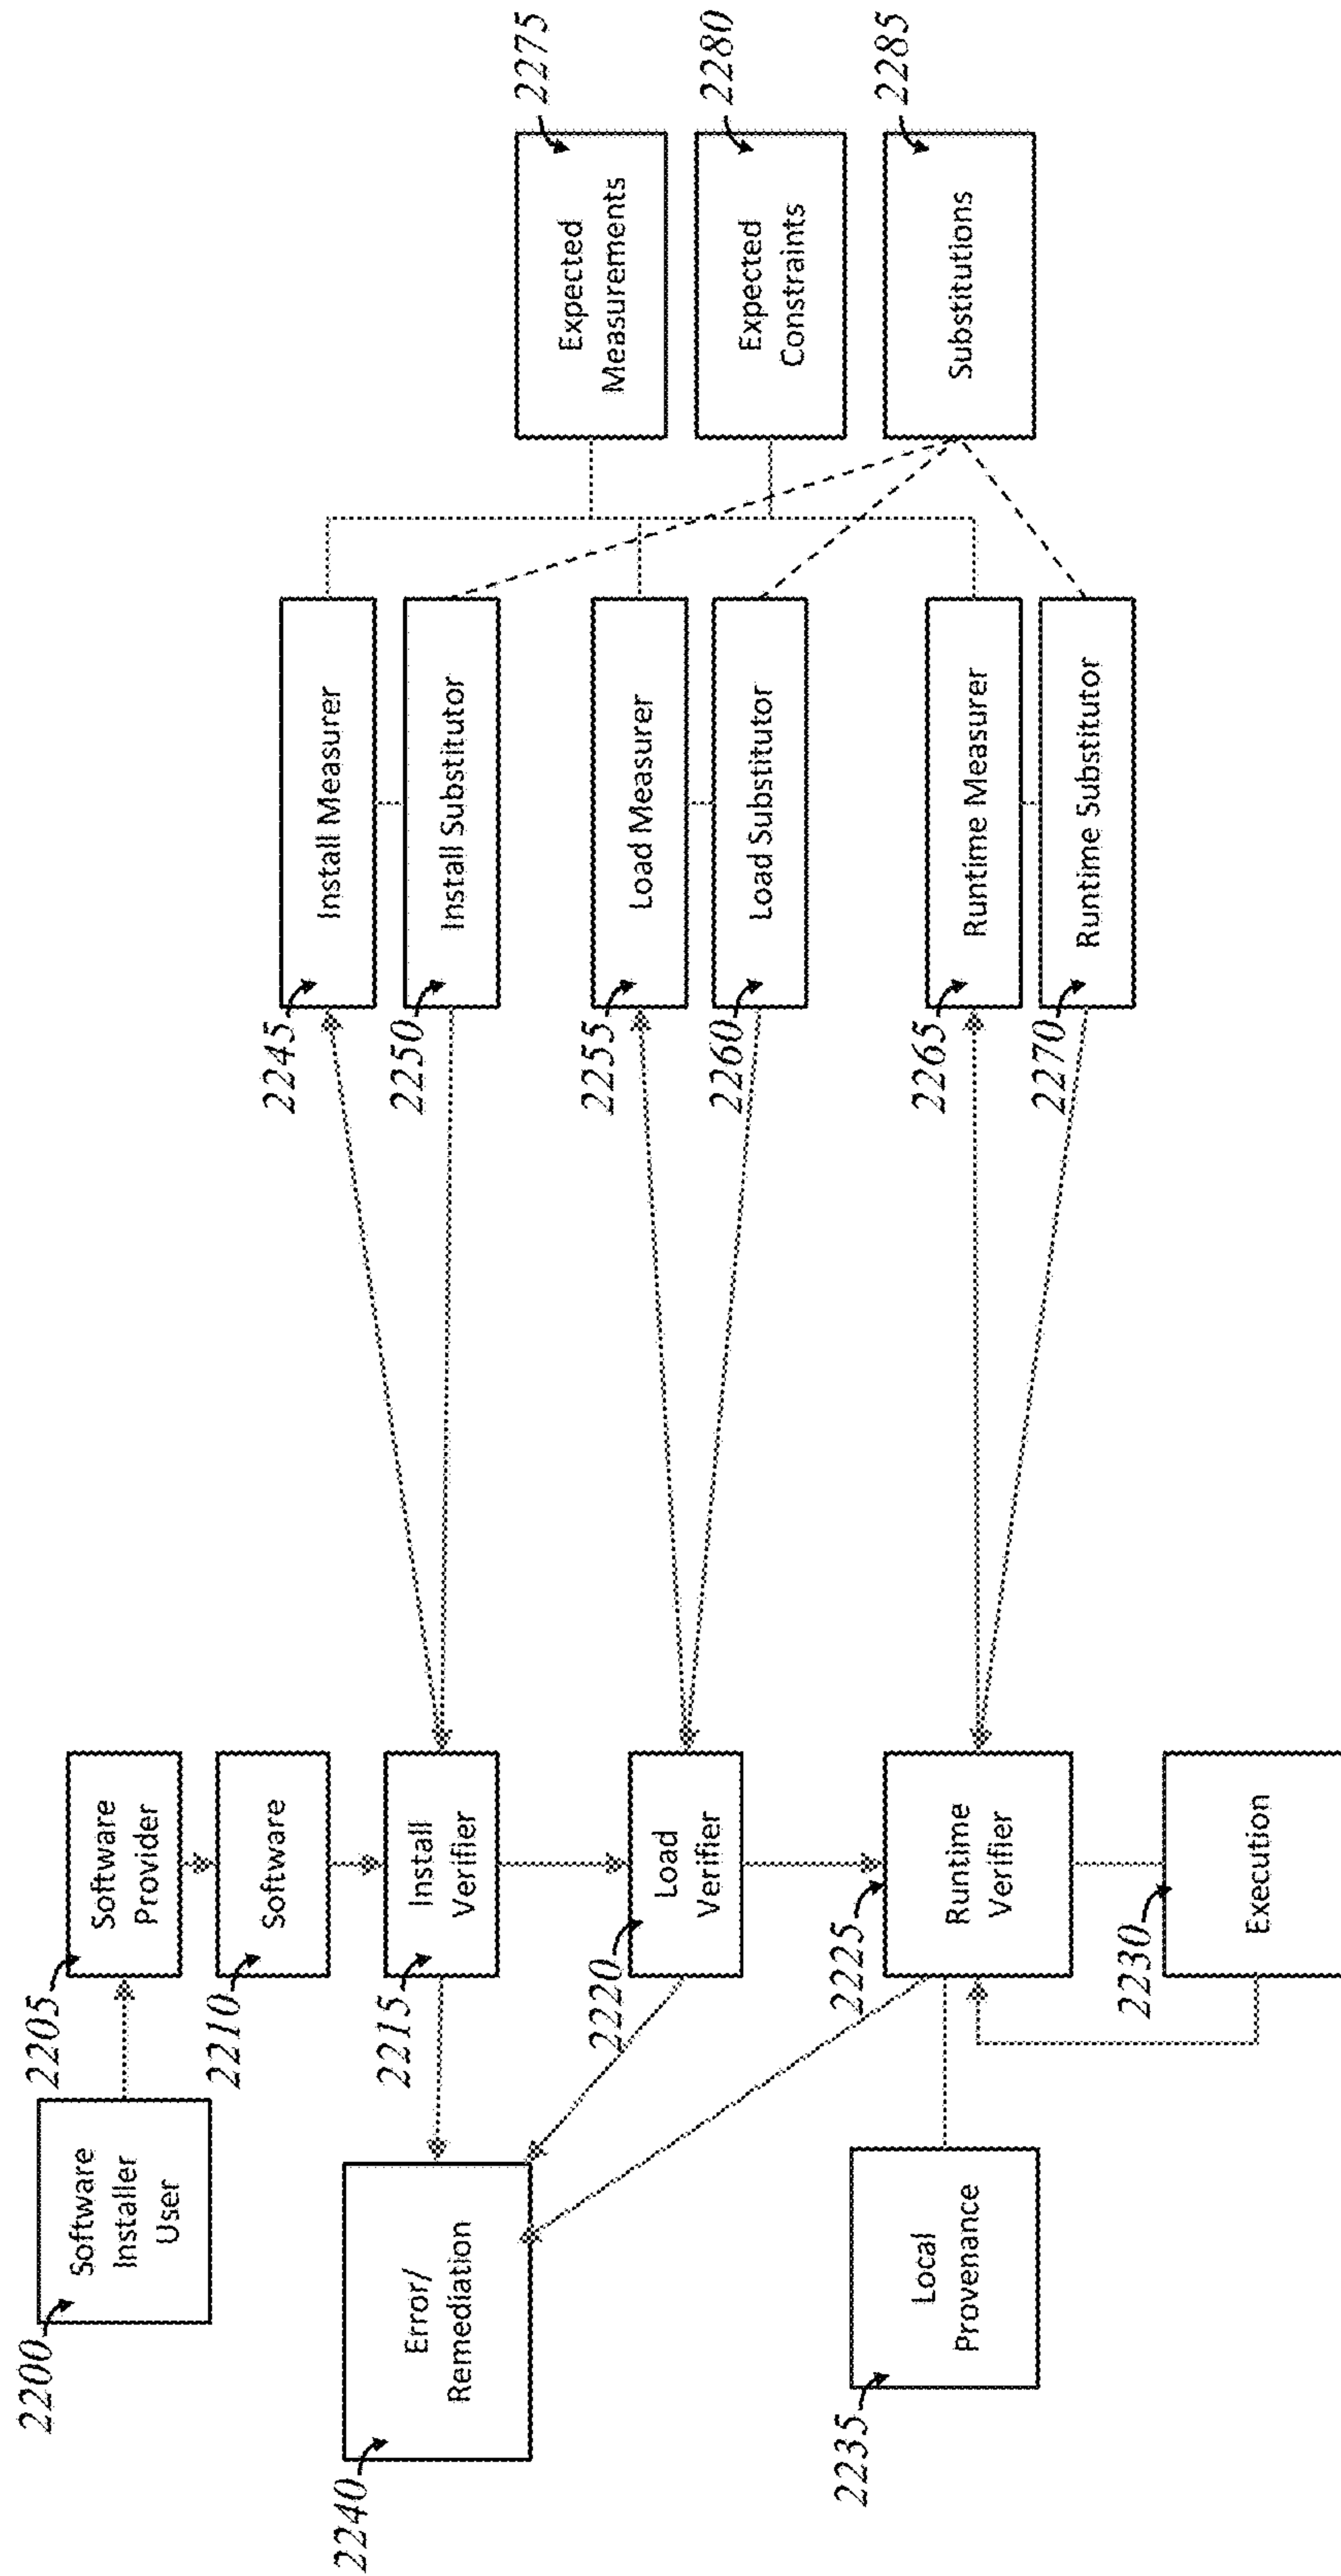 2200
Software
Installer
User
2205
Software
Provider
2210
Software
2215
Install
Verifier
2220
Load
Verifier
2225
Runtime
Verifier
2230
Execution
2235
Local
Provenance
2240
Error/
Remediation
2245
Install Measurer
2250
Install Substitutor
2255
Load Measurer
2260
Load Substitutor
2265
Runtime Measurer
2270
Runtime Substitutor
2275
Expected
Measurements
2280
Expected
Constraints
2285
Substitutions